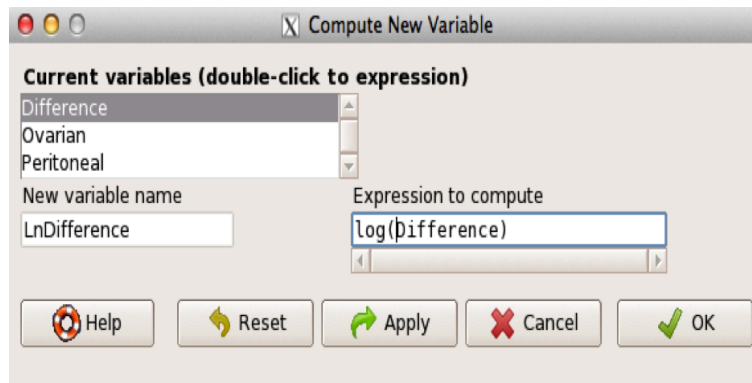 Compute New Variable
Current variables (double-click to expression)
Difference
Ovarian
Peritoneal
New variable name
Expression to compute
LnDifference
log(Difference)
Help
Reset
Apply
Cancel
OK